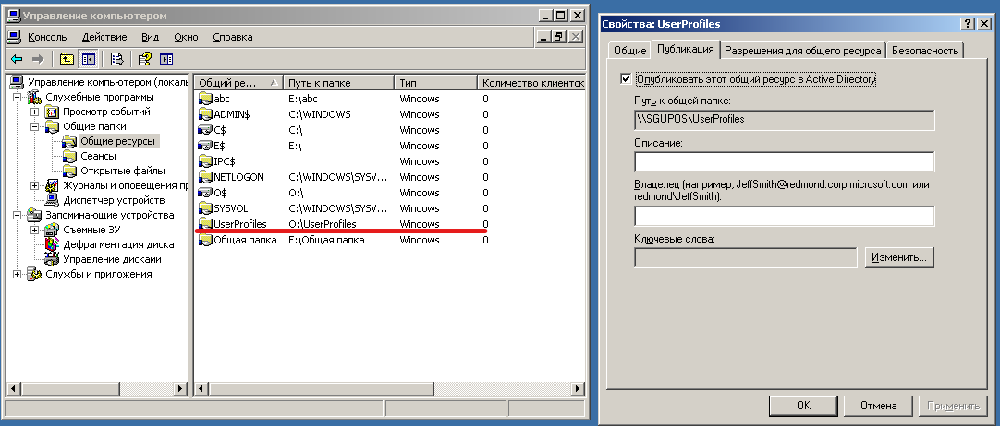 Управление компьютером
Консоль Действие Вид Окно Справка
Управление компьютером (локаль
Служебные программы
Просмотр событий
Общие папки
Общие ресурсы
Сеансы
Открытые файлы
Журналы и оповещения пр
Диспетчер устройств
Запоминающие устройства
Съемные ЗУ
Дефрагментация диска
Управление дисками
Службы и приложения
Общий ре... Путь к папке Тип Количество клиентск
abc E:\abc Windows 0
ADMIN$ C:\WINDOWS Windows 0
C$ C:\ Windows 0
E$ E:\ Windows 0
IPC$ Windows 0
NETLOGON C:\WINDOWS\SYSV... Windows 0
O$ O:\ Windows 0
SYSVOL C:\WINDOWS\SYSV... Windows 0
UserProfiles O:\UserProfiles Windows 0
Общая папка E:\Общая папка Windows 0
Свойства: UserProfiles
Общие Публикация Разрешения для общего ресурса Безопасность
Опубликовать этот общий ресурс в Active Directory
Путь к общей папке:
\\SGUPOS\UserProfiles
Описание:
Владелец (например, JeffSmith@redmond.corp.microsoft.com или
redmond\JeffSmith):
Ключевые слова:
Изменить...
OK Отмена Применить